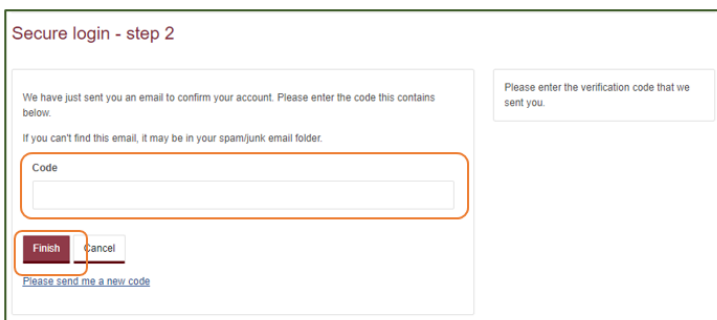 Secure login - step 2
We have just sent you an email to confirm your account. Please enter the code this contains
below.
If you can't find this email, it may be in your spam/junk email folder.
Code
Finish
Cancel
Please send me a new code
Please enter the verification code that we
sent you.